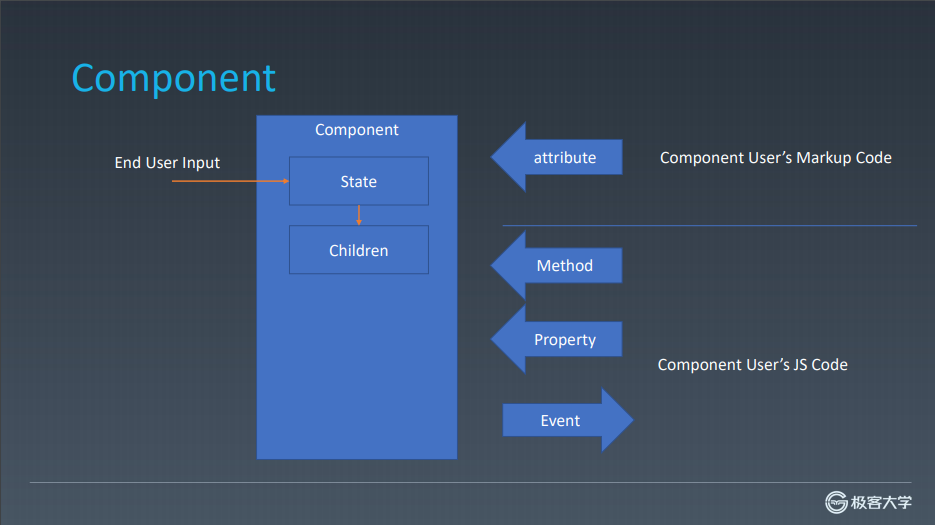 Component
Component
End User Input
State
Children
attribute
Component User’s Markup Code
Method
Property
Component User’s JS Code
Event
极客大学